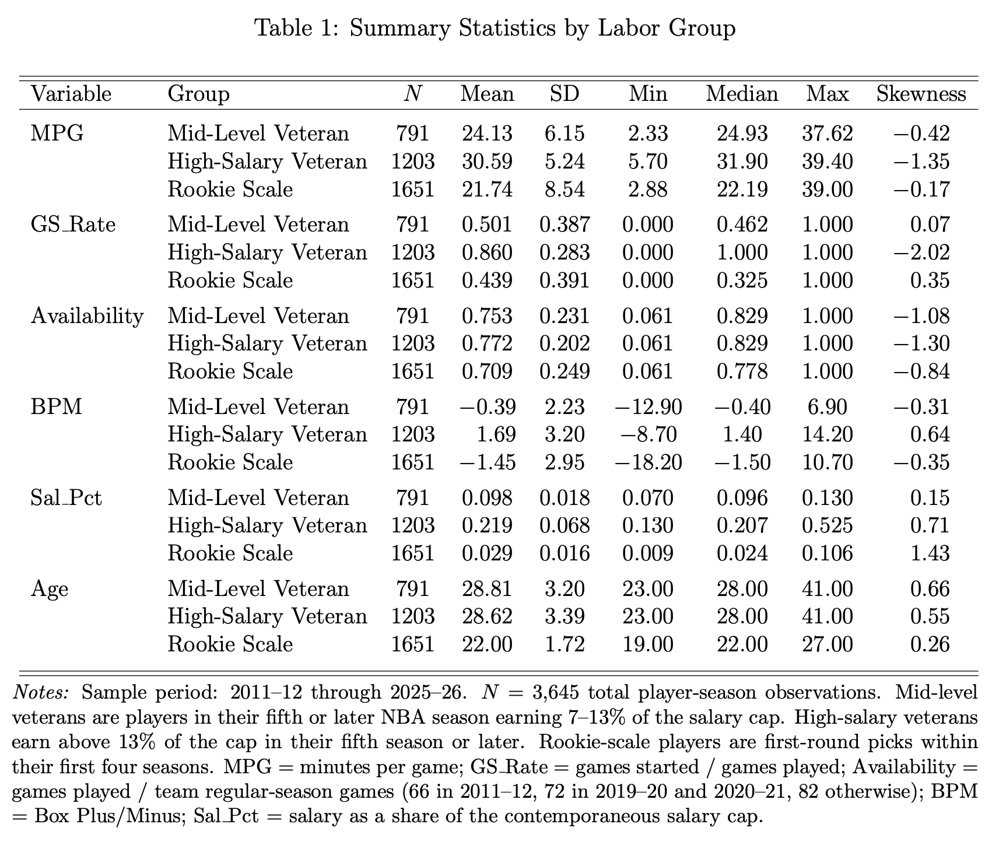 Table 1: Summary Statistics by Labor Group
Variable Group N Mean SD Min Median Max Skewness
MPG Mid-Level Veteran 791 24.13 6.15 2.33 24.93 37.62 −0.42
High-Salary Veteran 1203 30.59 5.24 5.70 31.90 39.40 −1.35
Rookie Scale 1651 21.74 8.54 2.88 22.19 39.00 −0.17
GS_Rate Mid-Level Veteran 791 0.501 0.387 0.000 0.462 1.000 0.07
High-Salary Veteran 1203 0.860 0.283 0.000 1.000 1.000 −2.02
Rookie Scale 1651 0.439 0.391 0.000 0.325 1.000 0.35
Availability Mid-Level Veteran 791 0.753 0.231 0.061 0.829 1.000 −1.08
High-Salary Veteran 1203 0.772 0.202 0.061 0.829 1.000 −1.30
Rookie Scale 1651 0.709 0.249 0.061 0.778 1.000 −0.84
BPM Mid-Level Veteran 791 −0.39 2.23 −12.90 −0.40 6.90 −0.31
High-Salary Veteran 1203 1.69 3.20 −8.70 1.40 14.20 0.64
Rookie Scale 1651 −1.45 2.95 −18.20 −1.50 10.70 −0.35
Sal_Pct Mid-Level Veteran 791 0.098 0.018 0.070 0.096 0.130 0.15
High-Salary Veteran 1203 0.219 0.068 0.130 0.207 0.525 0.71
Rookie Scale 1651 0.029 0.016 0.009 0.024 0.106 1.43
Age Mid-Level Veteran 791 28.81 3.20 23.00 28.00 41.00 0.66
High-Salary Veteran 1203 28.62 3.39 23.00 28.00 41.00 0.55
Rookie Scale 1651 22.00 1.72 19.00 22.00 27.00 0.26
Notes: Sample period: 2011–12 through 2025–26. N = 3,645 total player-season observations. Mid-level
veterans are players in their fifth or later NBA season earning 7–13% of the salary cap. High-salary veterans
earn above 13% of the cap in their fifth season or later. Rookie-scale players are first-round picks within
their first four seasons. MPG = minutes per game; GS_Rate = games started / games played; Availability =
games played / team regular-season games (66 in 2011–12, 72 in 2019–20 and 2020–21, 82 otherwise); BPM
= Box Plus/Minus; Sal_Pct = salary as a share of the contemporaneous salary cap.